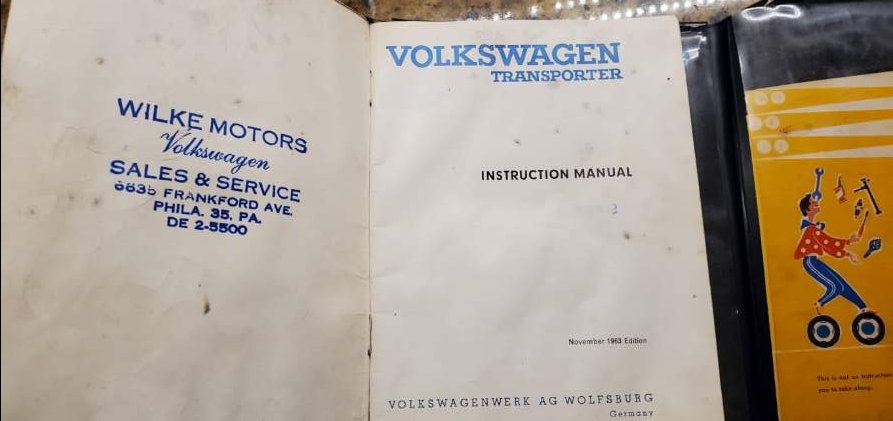 WILKE MOTORS
Volkswagen
SALES & SERVICE
6635 FRANKFORD AVE.
PHILA. 35, PA.
DE 2-5500
VOLKSWAGEN
TRANSPORTER
INSTRUCTION MANUAL
November 1963 Edition
VOLKSWAGENWERK AG WOLFSBURG
Germany
This is not an instruction
you to take along.